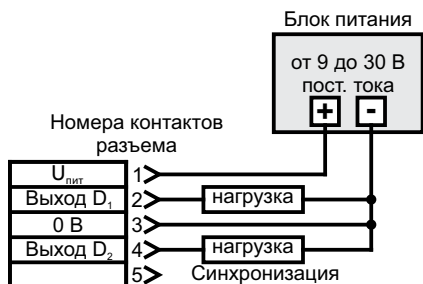 Блок питания
от 9 до 30 В
пост. тока
+ -
Номера контактов
разъема
Uпит 1
Выход D1 2 нагрузка
0 В 3
Выход D2 4 нагрузка
5 Синхронизация